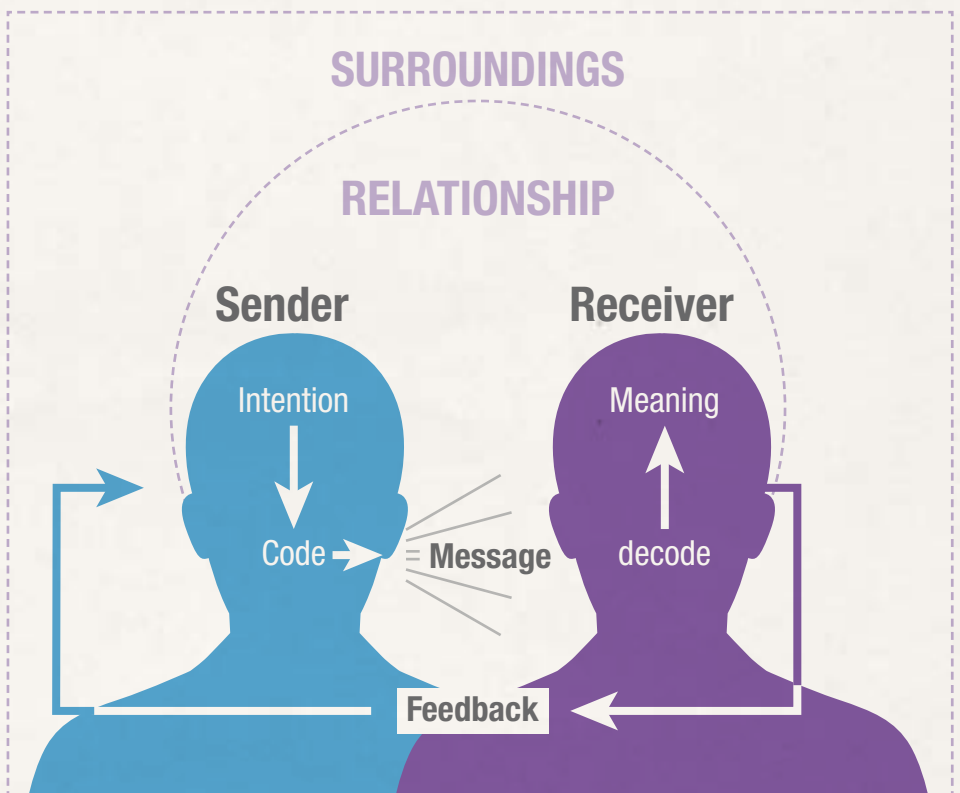 SURROUNDINGS
RELATIONSHIP
Sender
Receiver
Intention
Meaning
Code
Message
decode
Feedback